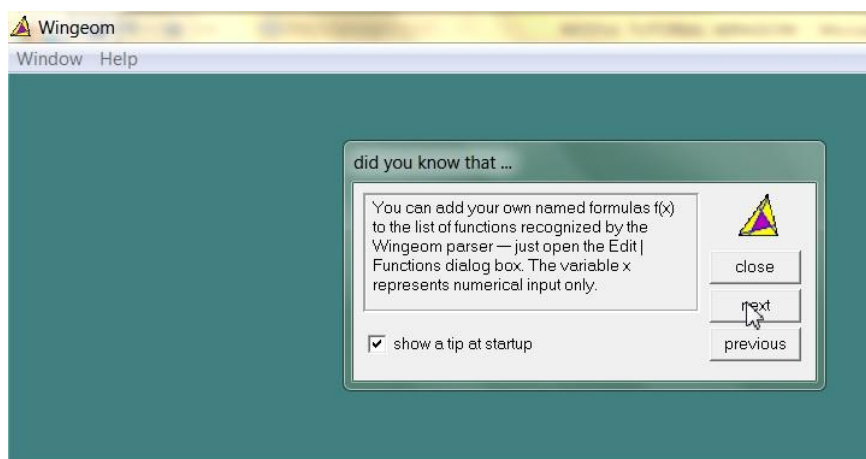 Wingeom
Window Help
did you know that ...
You can add your own named formulas f(x)
to the list of functions recognized by the
Wingeom parser — just open the Edit |
Functions dialog box. The variable x
represents numerical input only.
close
next
previous
show a tip at startup